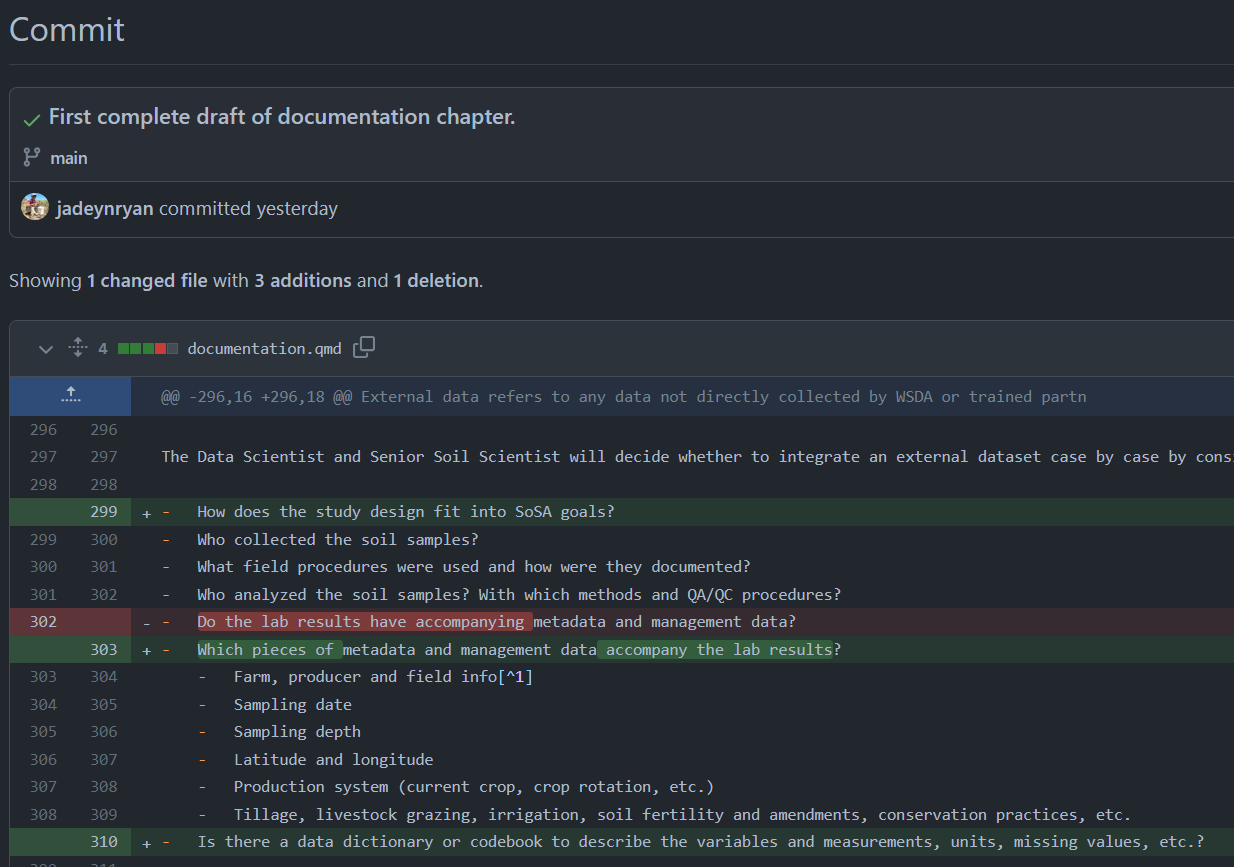 Commit
First complete draft of documentation chapter.
main
jadeynryan committed yesterday
Showing 1 changed file with 3 additions and 1 deletion.
4 documentation.qmd
@@ -296,16 +296,18 @@ External data refers to any data not directly collected by WSDA or trained partn
296 296
297 297 The Data Scientist and Senior Soil Scientist will decide whether to integrate an external dataset case by case by cons
298 298
299 + - How does the study design fit into SoSA goals?
299 300 - Who collected the soil samples?
300 301 - What field procedures were used and how were they documented?
301 302 - Who analyzed the soil samples? With which methods and QA/QC procedures?
302 - - Do the lab results have accompanying metadata and management data?
303 + - Which pieces of metadata and management data accompany the lab results?
303 304 - Farm, producer and field info[^1]
304 305 - Sampling date
305 306 - Sampling depth
306 307 - Latitude and longitude
307 308 - Production system (current crop, crop rotation, etc.)
308 309 - Tillage, livestock grazing, irrigation, soil fertility and amendments, conservation practices, etc.
310 + - Is there a data dictionary or codebook to describe the variables and measurements, units, missing values, etc.?